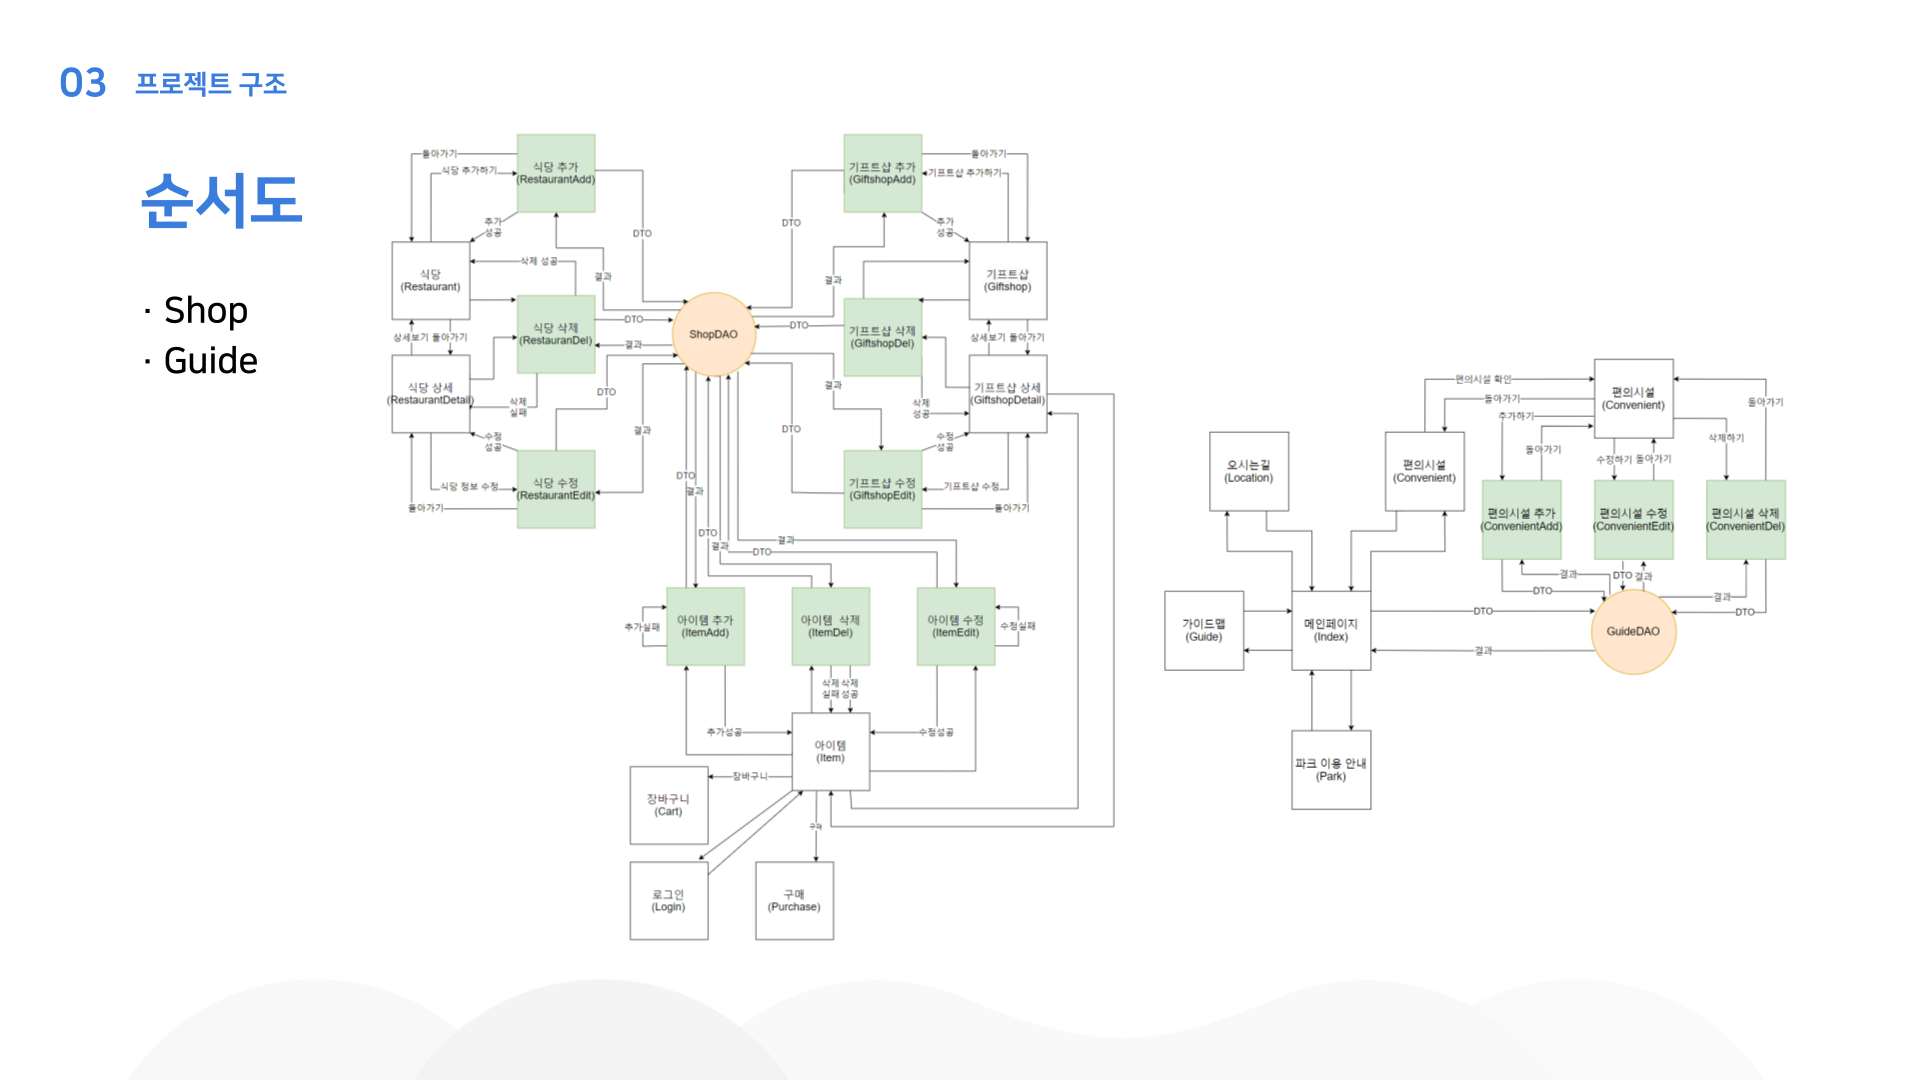 03 프로젝트 구조
순서도
· Shop
· Guide
돌아가기
식당 추가하기
식당 추가
(RestaurantAdd)
추가
성공
DTO
식당
(Restaurant)
삭제 성공
결과
상세보기 돌아가기
식당 삭제
(RestauranDel)
DTO
결과
식당 상세
(RestaurantDetail)
삭제
실패
DTO
수정
성공
결과
식당 정보 수정
식당 수정
(RestaurantEdit)
돌아가기
ShopDAO
기프트샵 추가
(GiftshopAdd)
돌아가기
기프트샵 추가하기
DTO
추가
성공
결과
기프트샵
(Giftshop)
DTO
기프트샵 삭제
(GiftshopDel)
상세보기 돌아가기
결과
기프트샵 상세
(GiftshopDetail)
삭제
성공
DTO
수정
성공
기프트샵 수정
(GiftshopEdit)
기프트샵 수정
돌아가기
DTO
결과
DTO
결과
결과
DTO
추가실패
아이템 추가
(ItemAdd)
아이템 삭제
(ItemDel)
아이템 수정
(ItemEdit)
수정실패
삭제 삭제
실패 성공
추가성공
수정성공
아이템
(Item)
장바구니
장바구니
(Cart)
구매
로그인
(Login)
구매
(Purchase)
편의시설 확인
돌아가기
추가하기
편의시설
(Convenient)
돌아가기
돌아가기
수정하기 돌아가기
삭제하기
오시는길
(Location)
편의시설
(Convenient)
편의시설 추가
(ConvenientAdd)
편의시설 수정
(ConvenientEdit)
편의시설 삭제
(ConvenientDel)
결과
DTO
DTO 결과
결과
DTO
가이드맵
(Guide)
메인페이지
(Index)
DTO
결과
GuideDAO
파크 이용 안내
(Park)